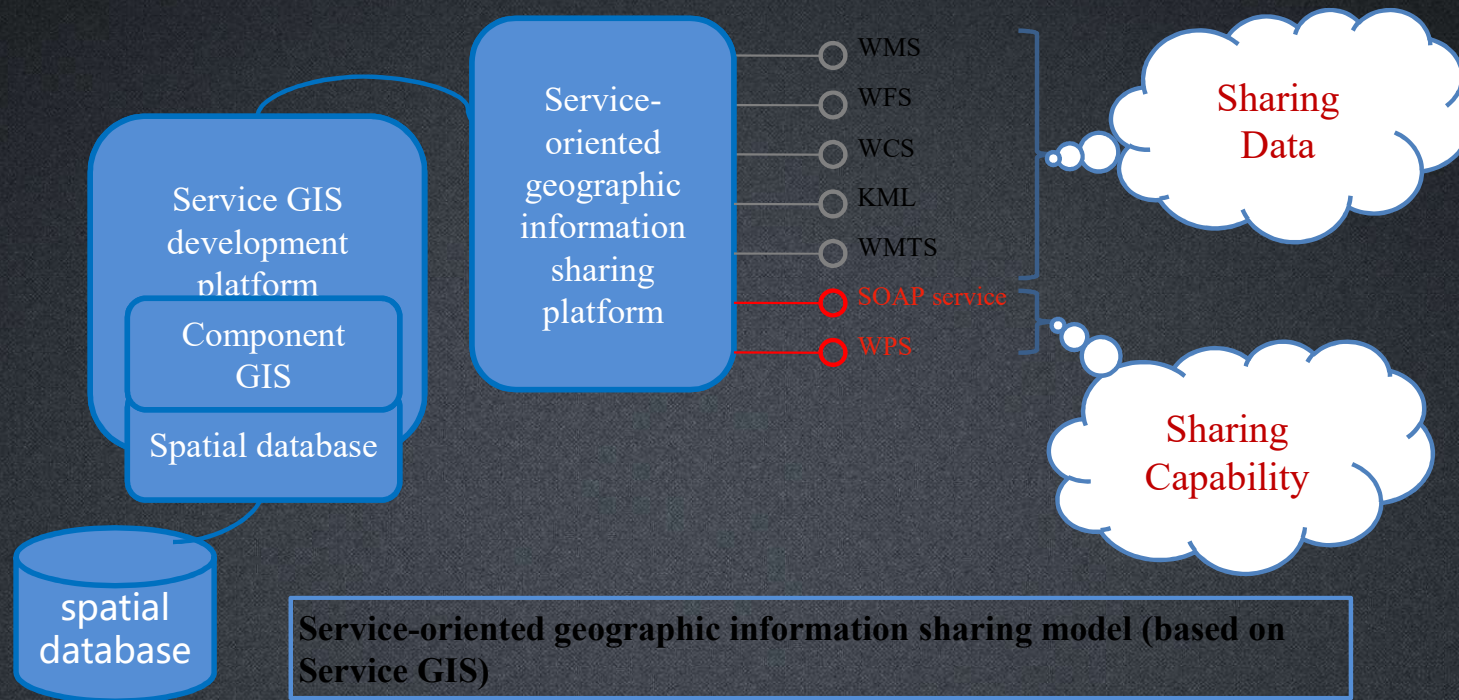 Service GIS
development
platform
Component
GIS
Spatial database
spatial
database
Service-
oriented
geographic
information
sharing
platform
WMS
WFS
WCS
KML
WMTS
SOAP service
WPS
Sharing
Data
Sharing
Capability
Service-oriented geographic information sharing model (based on
Service GIS)